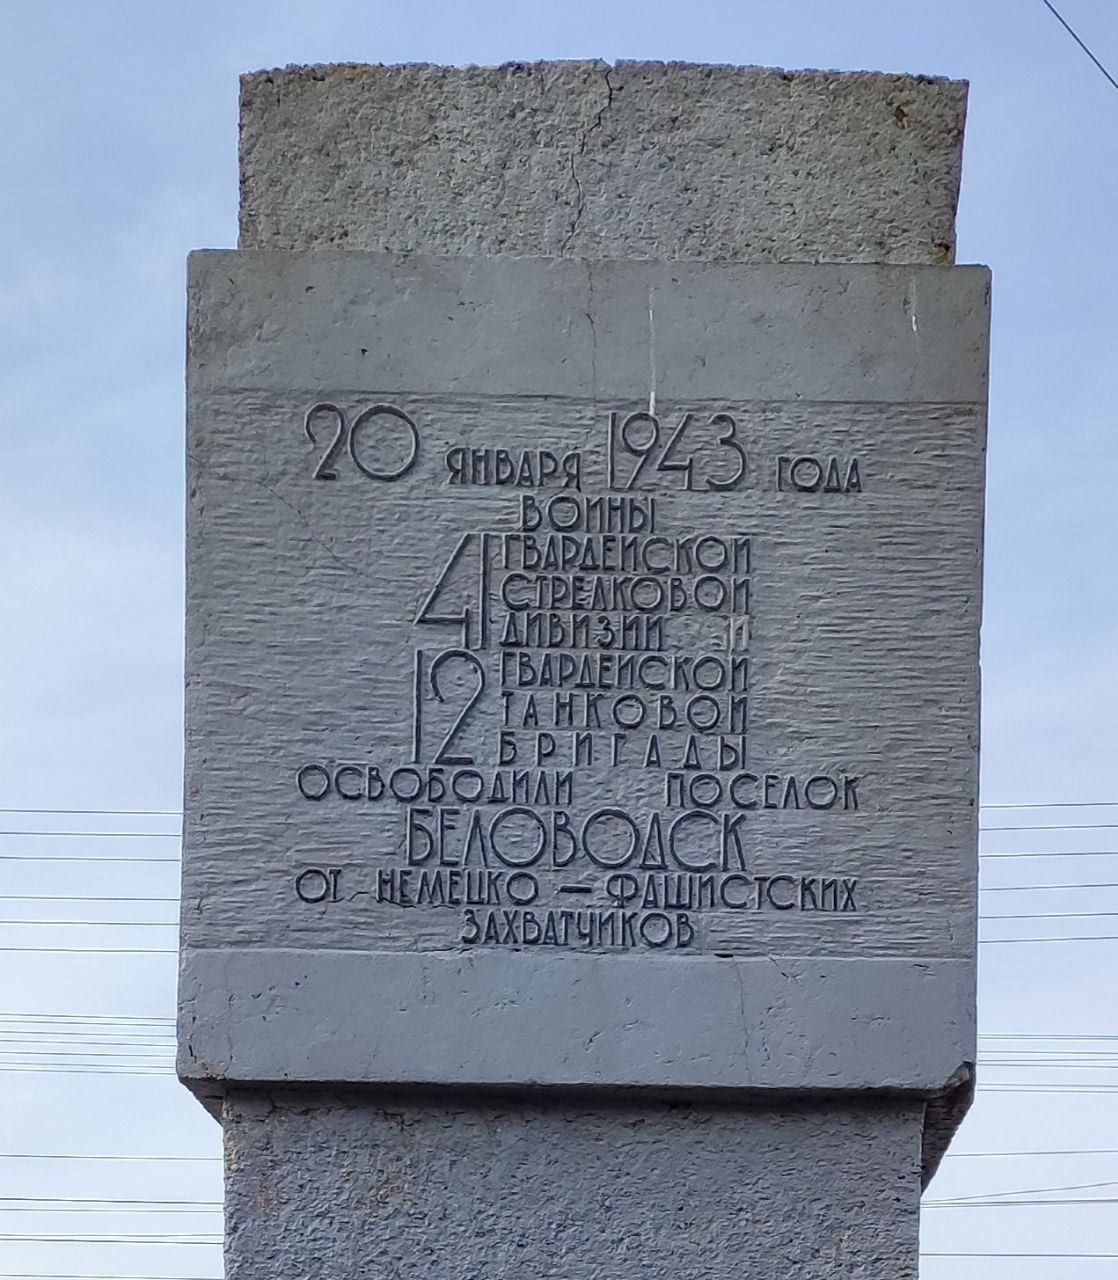 20 ЯНВАРЯ 1943 ГОДА
ВОИНЫ
41 ГВАРДЕЙСКОЙ
СТРЕЛКОВОЙ
ДИВИЗИИ И
12 ГВАРДЕЙСКОЙ
ТАНКОВОЙ
БРИГАДЫ
ОСВОБОДИЛИ ПОСЕЛОК
БЕЛОВОДСК
ОТ НЕМЕЦКО-ФАШИСТСКИХ
ЗАХВАТЧИКОВ